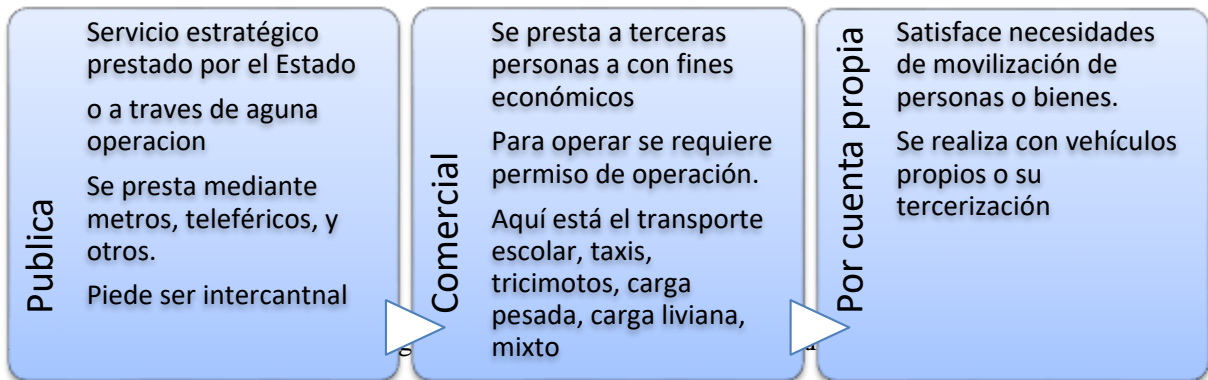 Publica
Servicio estratégico
prestado por el Estado
o a traves de aguna
operacion
Se presta mediante
metros, teleféricos, y
otros.
Piede ser intercantnal
Comercial
Se presta a terceras
personas a con fines
económicos
Para operar se requiere
permiso de operación.
Aquí está el transporte
escolar, taxis,
tricimotos, carga
pesada, carga liviana,
mixto
Por cuenta propia
Satisface necesidades
de movilización de
personas o bienes.
Se realiza con vehículos
propios o su
tercerización